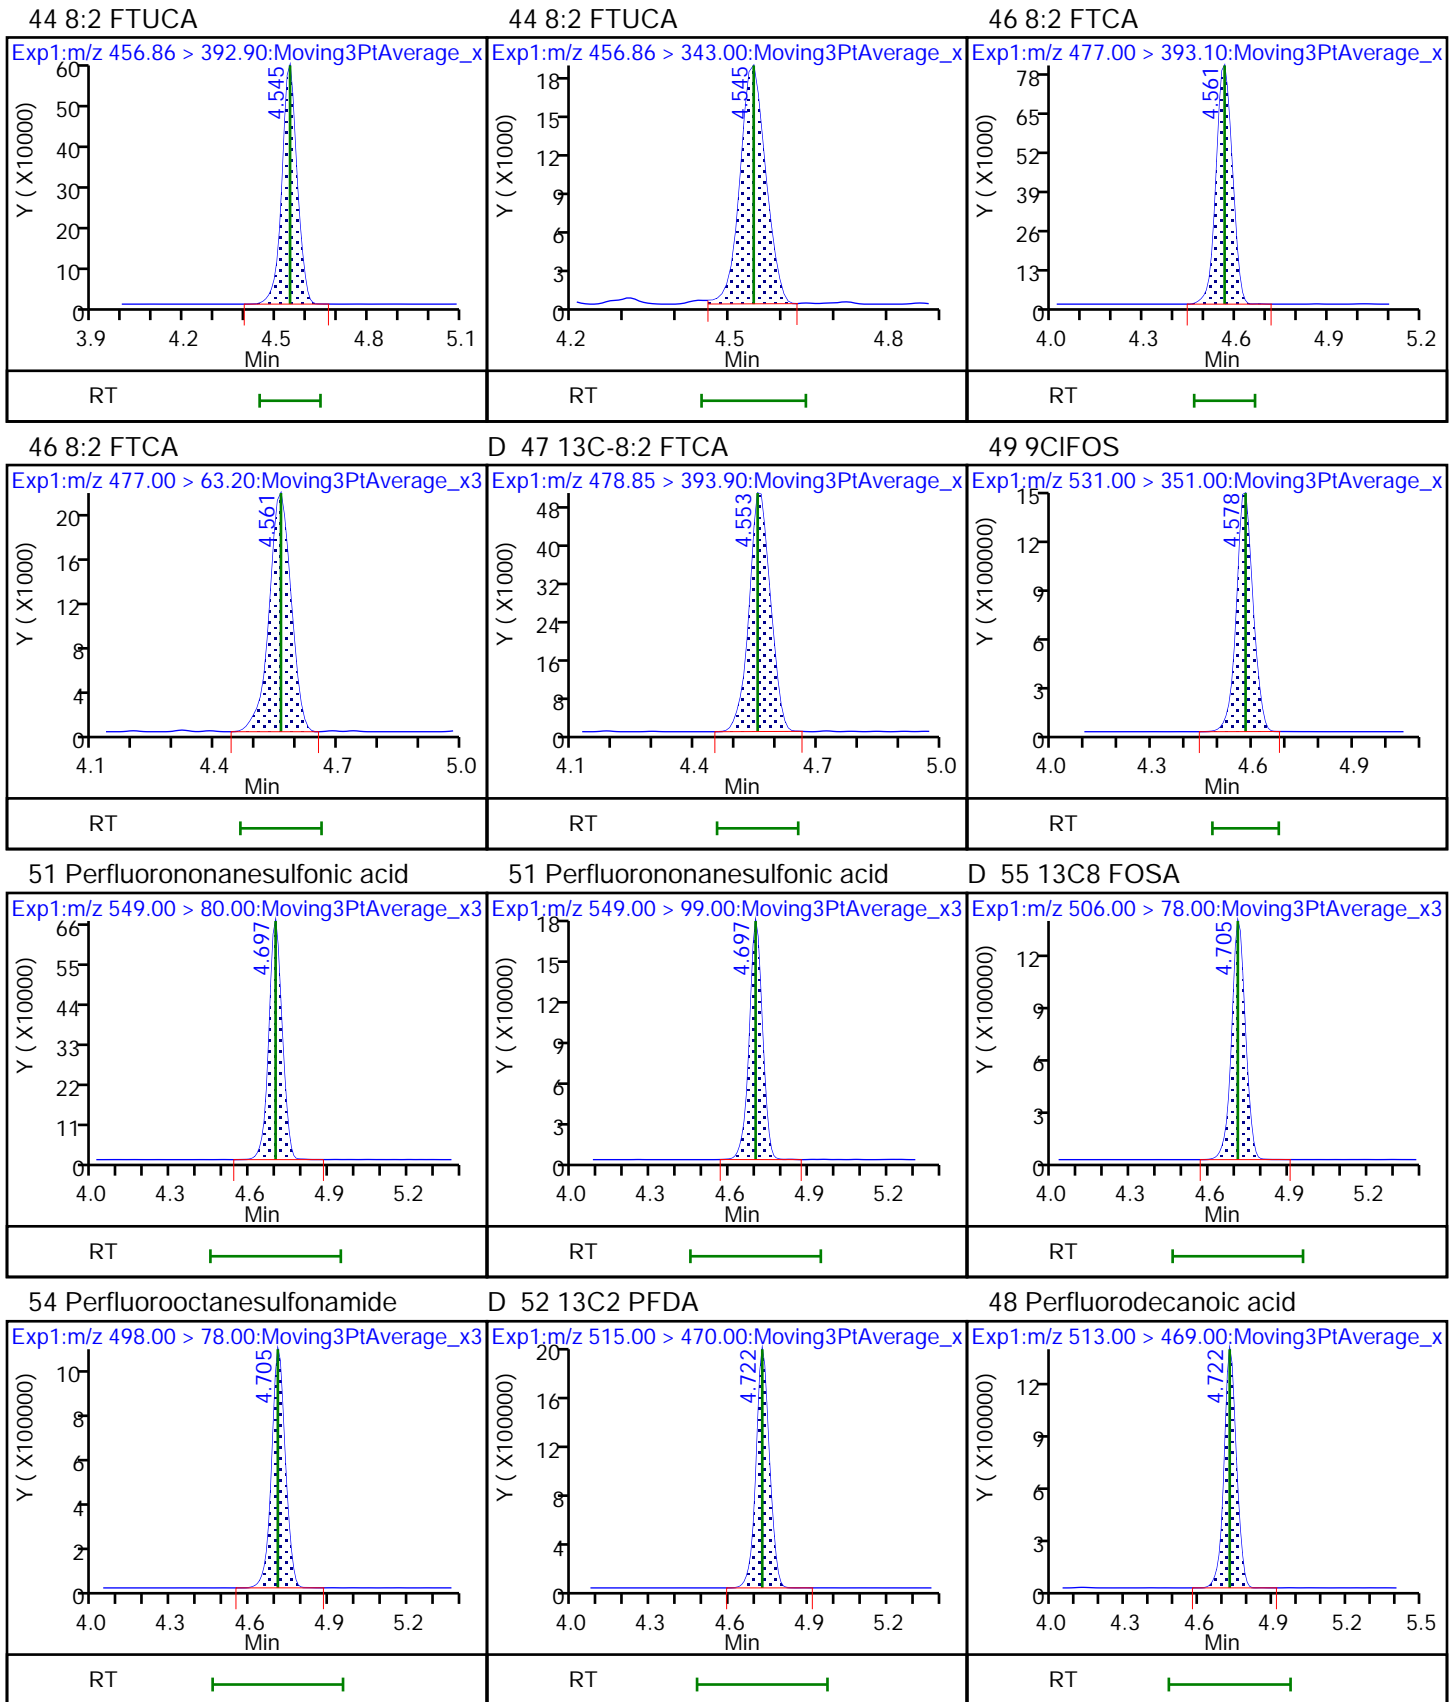 44 8:2 FTUCA
Exp1:m/z 456.86 > 392.90:Moving3PtAverage_x
Y ( X10000)
60
50
40
30
20
10
0
4.545
3.9 4.2 4.5 4.8 5.1
Min
RT
44 8:2 FTUCA
Exp1:m/z 456.86 > 343.00:Moving3PtAverage_x
Y ( X1000)
18
15
12
9
6
3
0
4.545
4.2 4.5 4.8
Min
RT
46 8:2 FTCA
Exp1:m/z 477.00 > 393.10:Moving3PtAverage_x
Y ( X1000)
78
65
52
39
26
13
0
4.561
4.0 4.3 4.6 4.9 5.2
Min
RT
46 8:2 FTCA
Exp1:m/z 477.00 > 63.20:Moving3PtAverage_x3
Y ( X1000)
20
16
12
8
4
0
4.561
4.1 4.4 4.7 5.0
Min
RT
D 47 13C-8:2 FTCA
Exp1:m/z 478.85 > 393.90:Moving3PtAverage_x
Y ( X1000)
48
40
32
24
16
8
0
4.553
4.1 4.4 4.7 5.0
Min
RT
49 9ClFOS
Exp1:m/z 531.00 > 351.00:Moving3PtAverage_x
Y ( X100000)
15
12
9
6
3
0
4.578
4.0 4.3 4.6 4.9
Min
RT
51 Perfluorononanesulfonic acid
Exp1:m/z 549.00 > 80.00:Moving3PtAverage_x3
Y ( X10000)
66
55
44
33
22
11
0
4.697
4.0 4.3 4.6 4.9 5.2
Min
RT
51 Perfluorononanesulfonic acid
Exp1:m/z 549.00 > 99.00:Moving3PtAverage_x3
Y ( X10000)
18
15
12
9
6
3
0
4.697
4.0 4.3 4.6 4.9 5.2
Min
RT
D 55 13C8 FOSA
Exp1:m/z 506.00 > 78.00:Moving3PtAverage_x3
Y ( X100000)
12
9
6
3
0
4.705
4.0 4.3 4.6 4.9 5.2
Min
RT
54 Perfluorooctanesulfonamide
Exp1:m/z 498.00 > 78.00:Moving3PtAverage_x3
Y ( X100000)
10
8
6
4
2
0
4.705
4.0 4.3 4.6 4.9 5.2
Min
RT
D 52 13C2 PFDA
Exp1:m/z 515.00 > 470.00:Moving3PtAverage_x
Y ( X100000)
20
16
12
8
4
0
4.722
4.0 4.3 4.6 4.9 5.2
Min
RT
48 Perfluorodecanoic acid
Exp1:m/z 513.00 > 469.00:Moving3PtAverage_x
Y ( X100000)
12
9
6
3
0
4.722
4.0 4.3 4.6 4.9 5.2 5.5
Min
RT